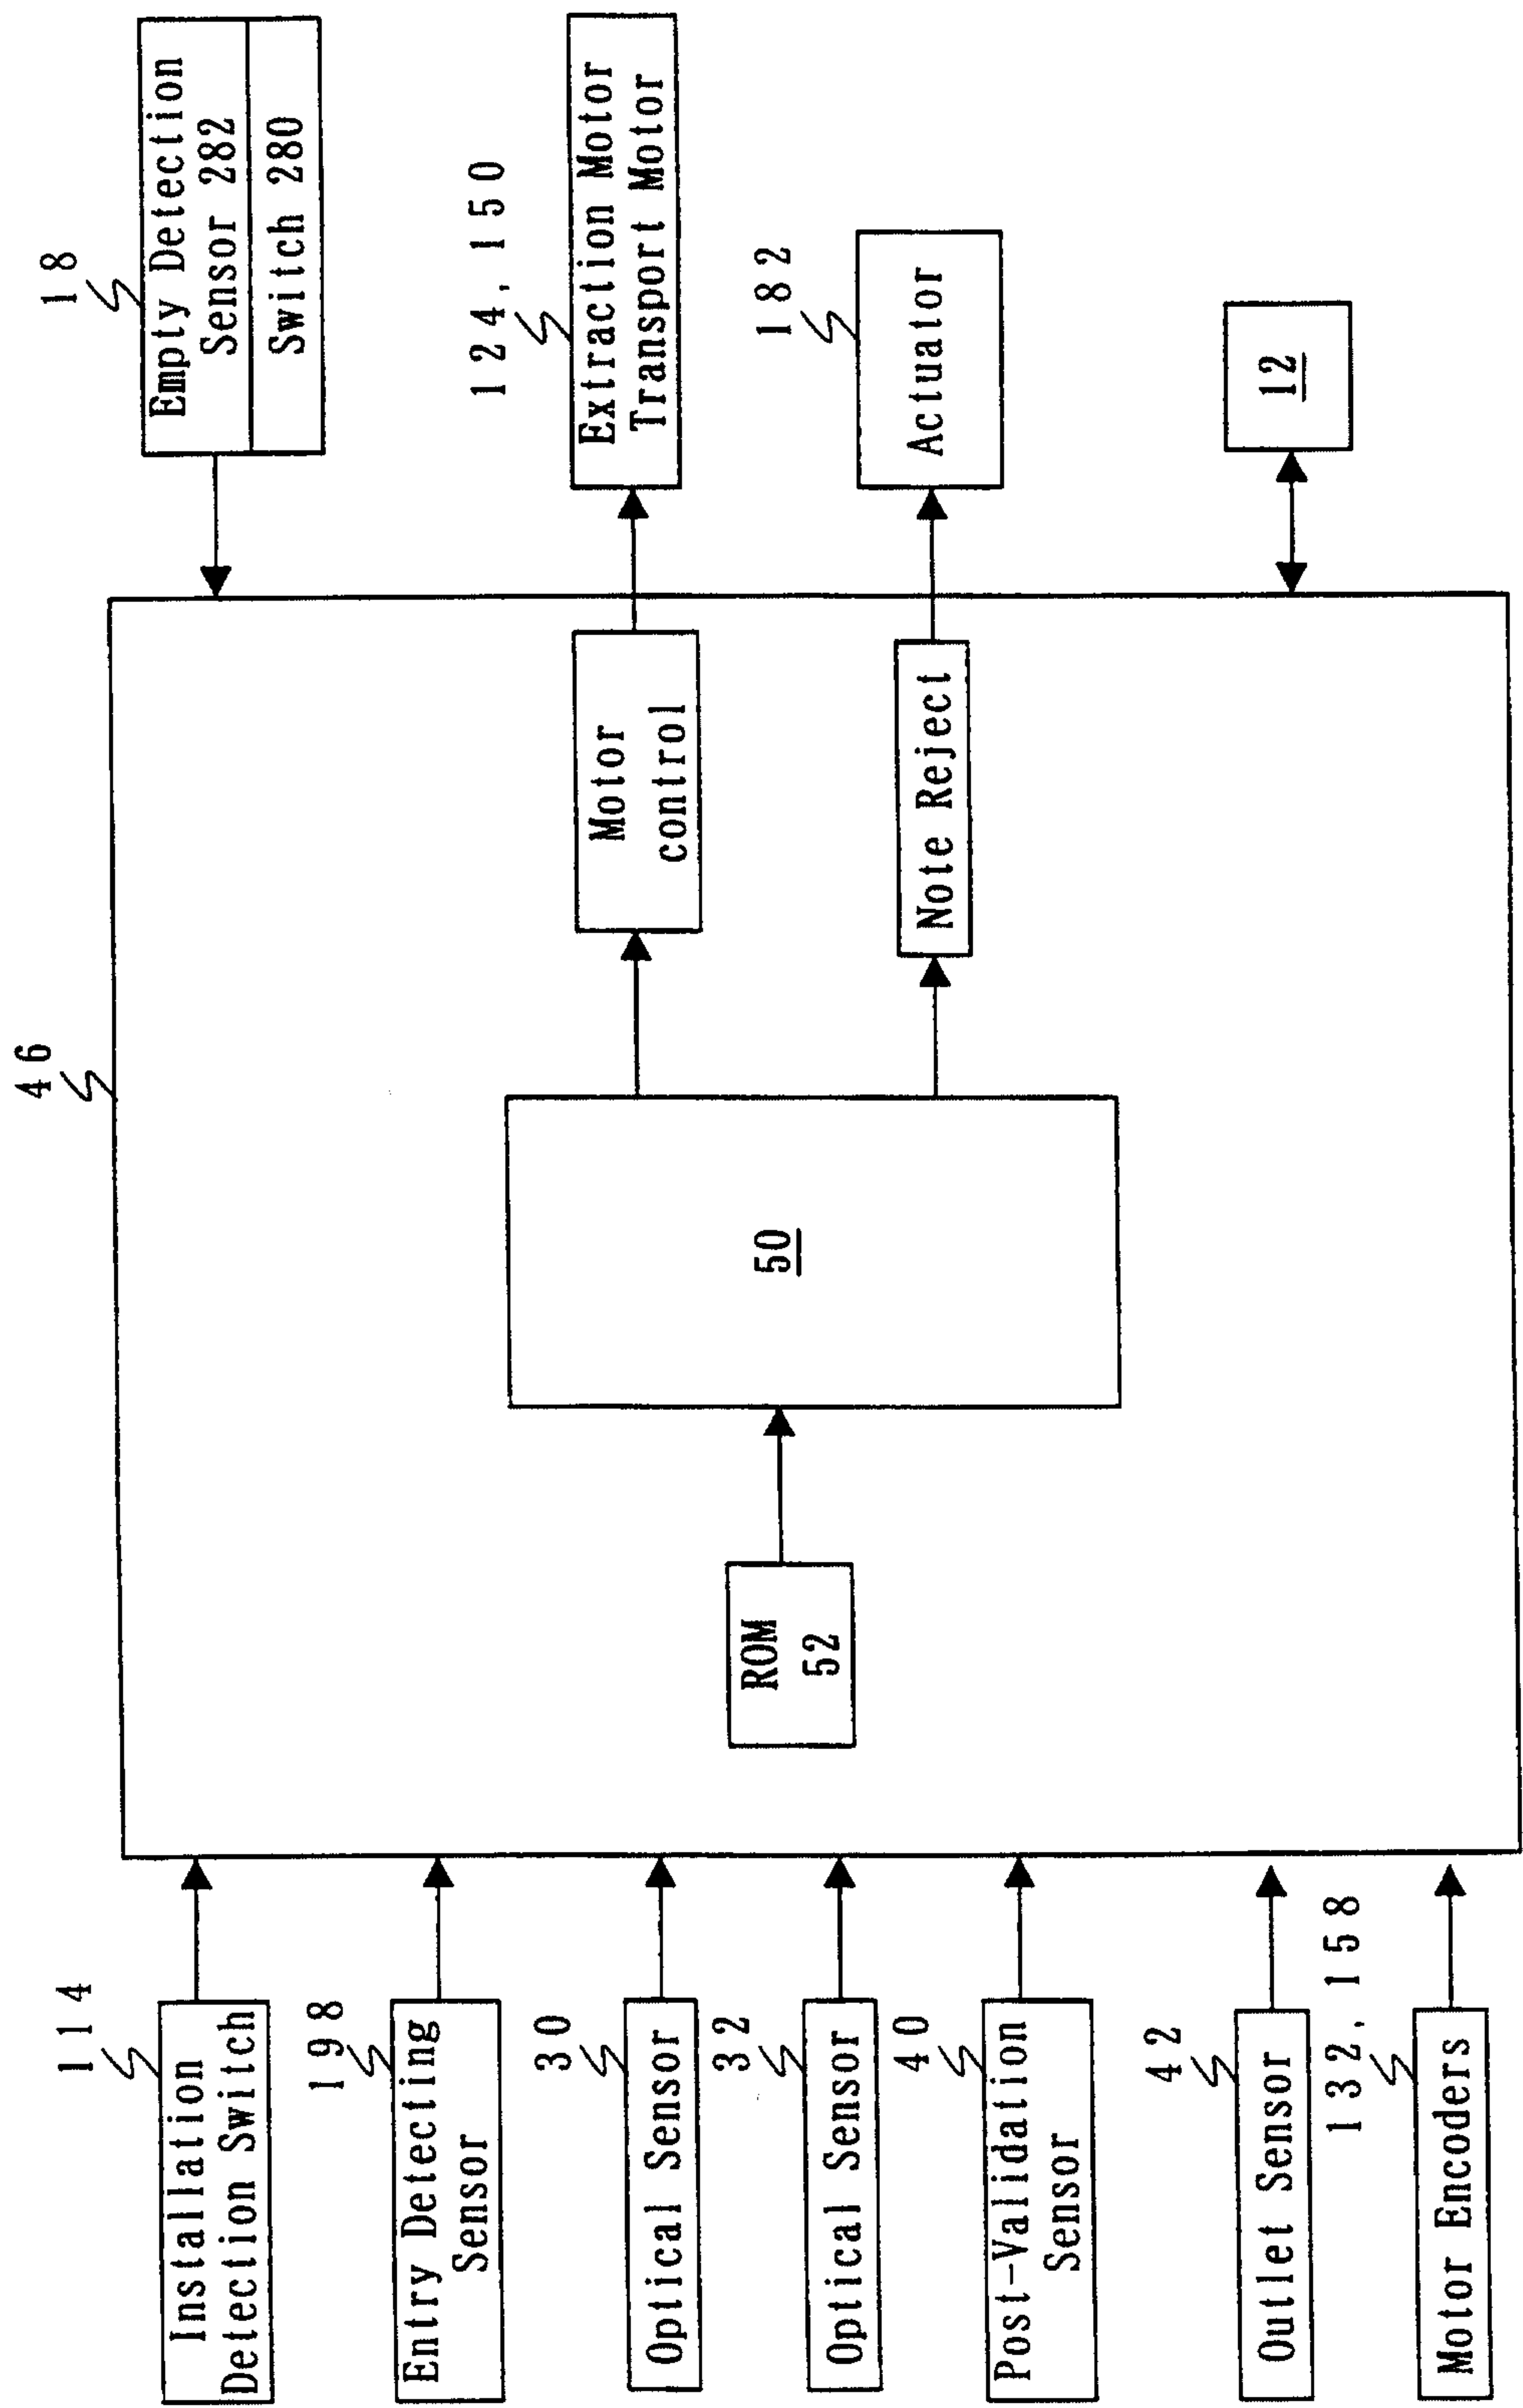 46
114
Installation
Detection Switch
198
Entry Detecting
Sensor
30
Optical Sensor
32
Optical Sensor
40
Post-Validation
Sensor
42
Outlet Sensor
132, 158
Motor Encoders
ROM
52
50
Motor
control
Note Reject
18
Empty Detection
Sensor 282
Switch 280
124, 150
Extraction Motor
Transport Motor
182
Actuator
12